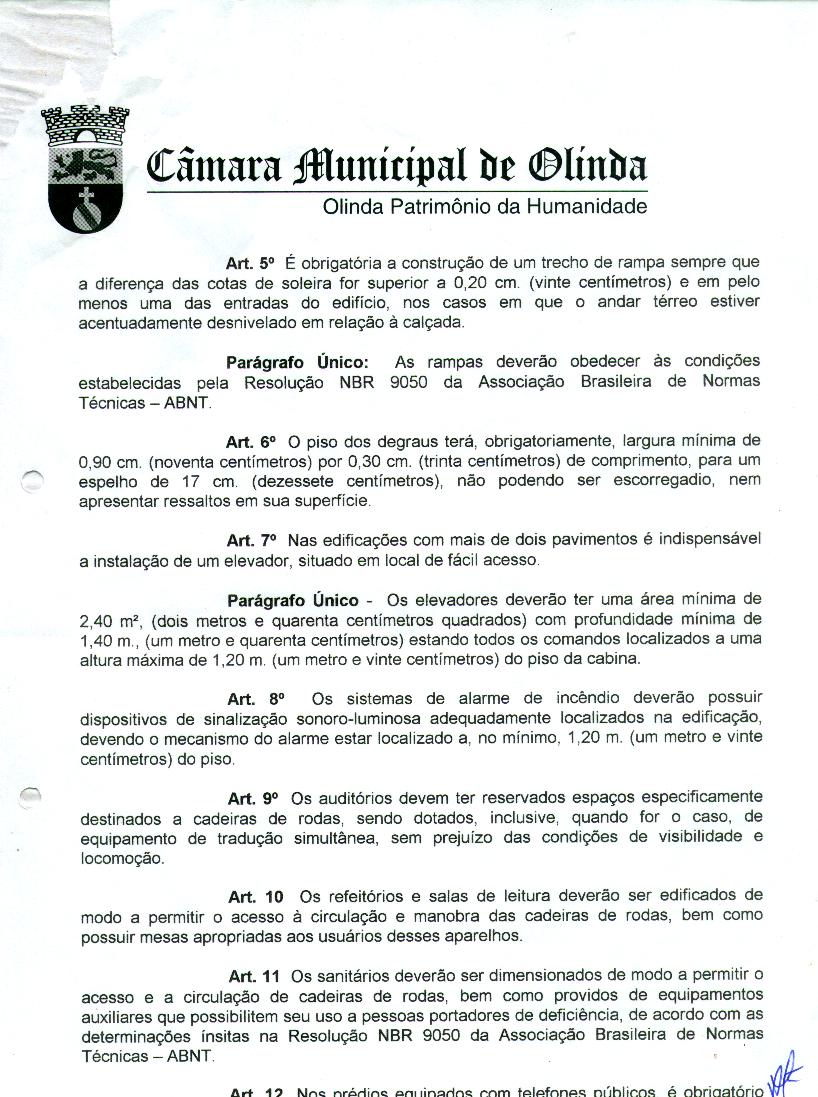 Câmara Municipal de Olinda
Olinda Patrimônio da Humanidade
Art. 5º É obrigatória a construção de um trecho de rampa sempre que
a diferença das cotas de soleira for superior a 0,20 cm. (vinte centímetros) e em pelo
menos uma das entradas do edifício, nos casos em que o andar térreo estiver
acentuadamente desnivelado em relação à calçada.
Parágrafo Único: As rampas deverão obedecer às condições
estabelecidas pela Resolução NBR 9050 da Associação Brasileira de Normas
Técnicas – ABNT.
Art. 6º O piso dos degraus terá, obrigatoriamente, largura mínima de
0,90 cm. (noventa centímetros) por 0,30 cm. (trinta centímetros) de comprimento, para um
espelho de 17 cm. (dezessete centímetros), não podendo ser escorregadio, nem
apresentar ressaltos em sua superfície.
Art. 7º Nas edificações com mais de dois pavimentos é indispensável
a instalação de um elevador, situado em local de fácil acesso.
Parágrafo Único - Os elevadores deverão ter uma área mínima de
2,40 m², (dois metros e quarenta centímetros quadrados) com profundidade mínima de
1,40 m., (um metro e quarenta centímetros) estando todos os comandos localizados a uma
altura máxima de 1,20 m. (um metro e vinte centímetros) do piso da cabina.
Art. 8º Os sistemas de alarme de incêndio deverão possuir
dispositivos de sinalização sonoro-luminosa adequadamente localizados na edificação,
devendo o mecanismo do alarme estar localizado a, no mínimo, 1,20 m. (um metro e vinte
centímetros) do piso.
Art. 9º Os auditórios devem ter reservados espaços especificamente
destinados a cadeiras de rodas, sendo dotados, inclusive, quando for o caso, de
equipamento de tradução simultânea, sem prejuízo das condições de visibilidade e
locomoção.
Art. 10 Os refeitórios e salas de leitura deverão ser edificados de
modo a permitir o acesso à circulação e manobra das cadeiras de rodas, bem como
possuir mesas apropriadas aos usuários desses aparelhos.
Art. 11 Os sanitários deverão ser dimensionados de modo a permitir o
acesso e a circulação de cadeiras de rodas, bem como providos de equipamentos
auxiliares que possibilitem seu uso a pessoas portadores de deficiência, de acordo com as
determinações ínsitas na Resolução NBR 9050 da Associação Brasileira de Normas
Técnicas – ABNT.
Art. 12 Nos prédios equipados com telefones públicos, é obrigatório